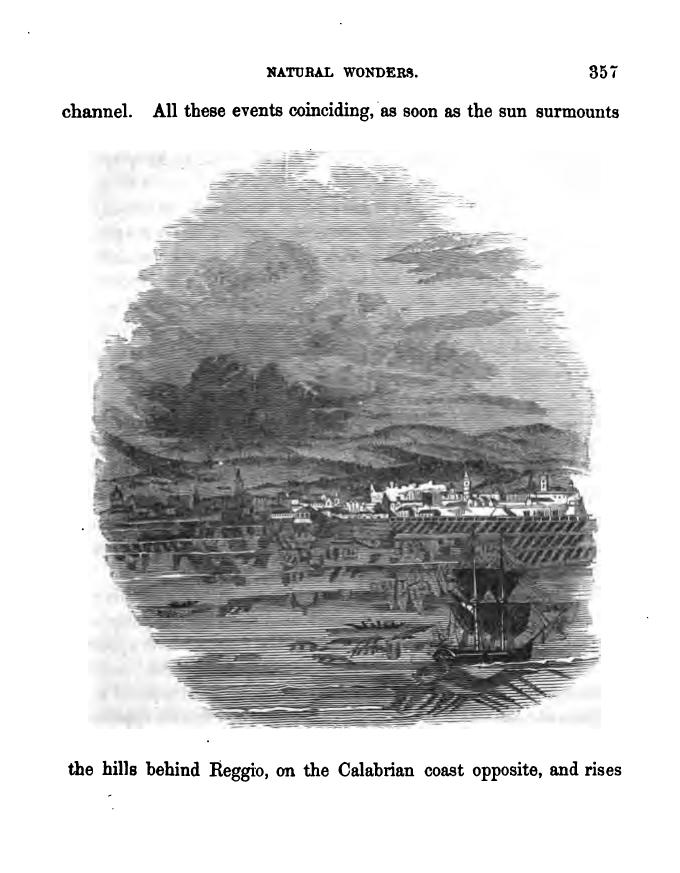 NATURAL WONDERS. 357
channel. All these events coinciding, as soon as the sun surmounts
the hills behind Reggio, on the Calabrian coast opposite, and rises